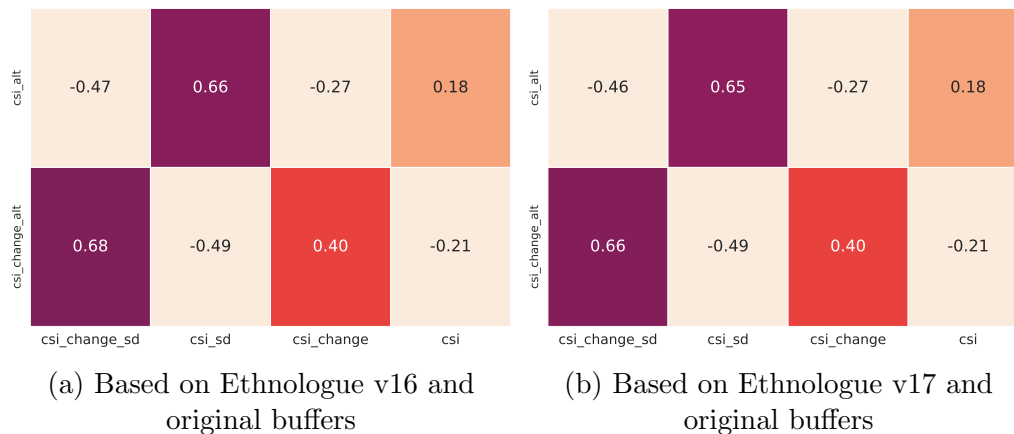 csi_alt
-0.47 0.66 -0.27 0.18
csi_change_alt
0.68 -0.49 0.40 -0.21
csi_change_sd csi_sd csi_change csi
(a) Based on Ethnologue v16 and
original buffers
csi_alt
-0.46 0.65 -0.27 0.18
csi_change_alt
0.66 -0.49 0.40 -0.21
csi_change_sd csi_sd csi_change csi
(b) Based on Ethnologue v17 and
original buffers